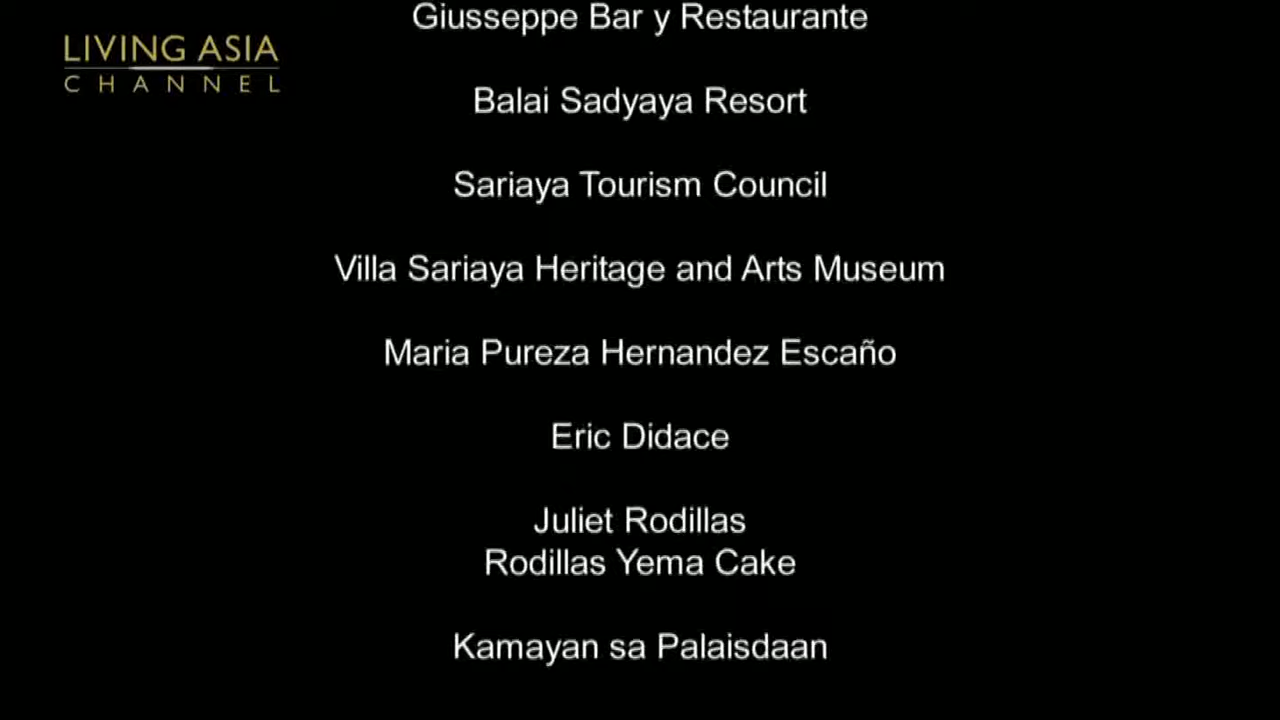 LIVING ASIA
CHANNEL
Giusseppe Bar y Restaurante
Balai Sadyaya Resort
Sariaya Tourism Council
Villa Sariaya Heritage and Arts Museum
Maria Pureza Hernandez Escaño
Eric Didace
Juliet Rodillas
Rodillas Yema Cake
Kamayan sa Palaisdaan